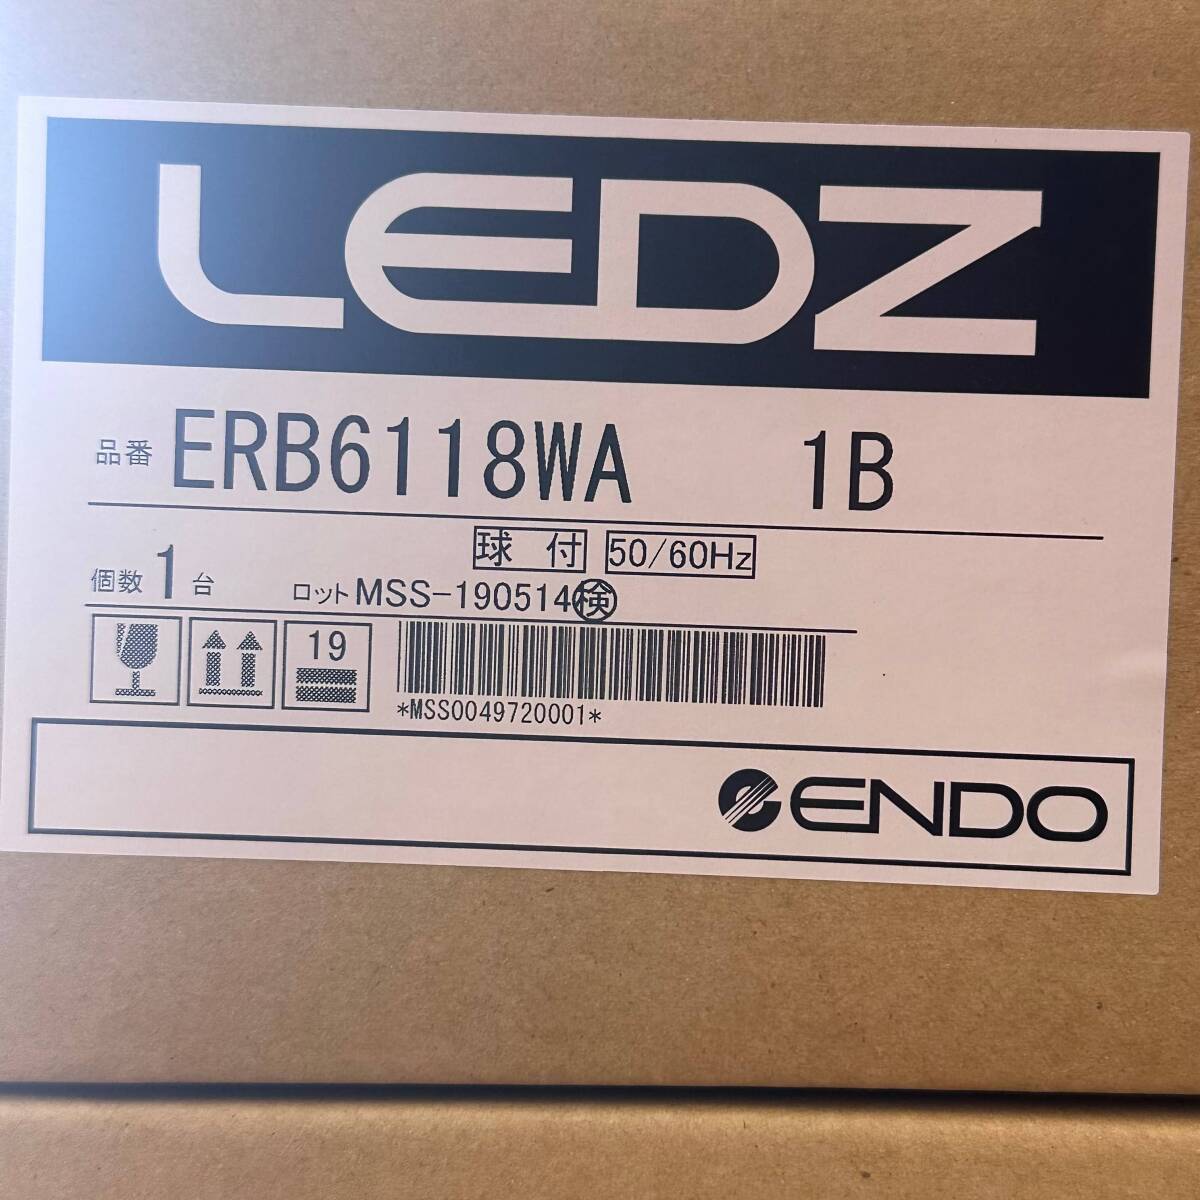 LEDZ
品番 ERB6118WA 1B
球 付 50/60Hz
個数 1 台 ロット MSS-190514 検
19
*MSS0049720001*
ENDO